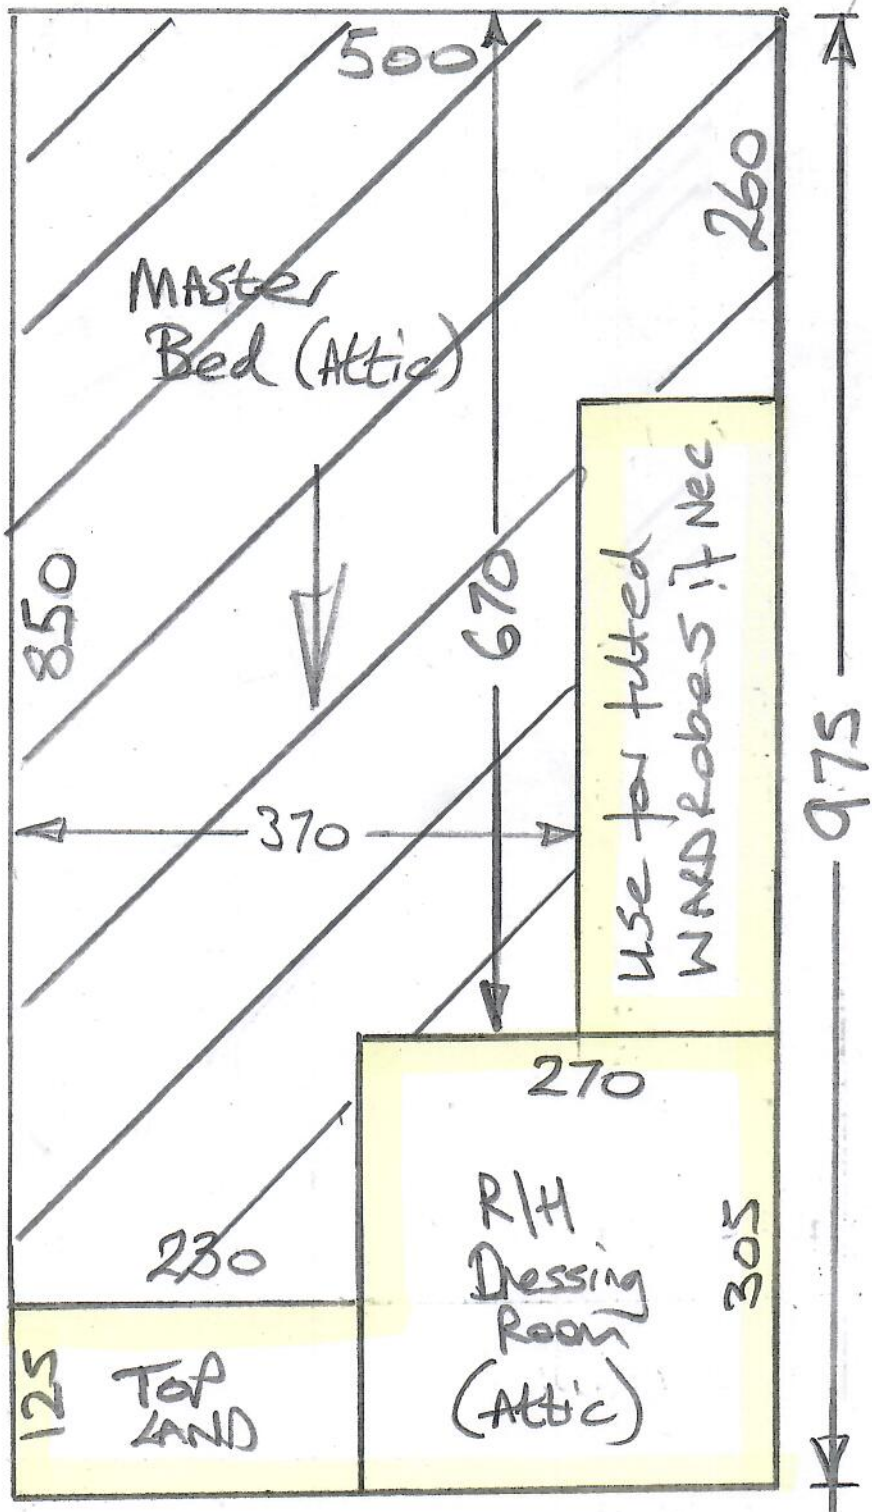 500
260
Master
Bed (Attic)
850
670
370
Use for fitted
WARDRobes if Nec
975
270
230
R/H
Dressing
Room
(Attic)
305
125
TOP
LAND